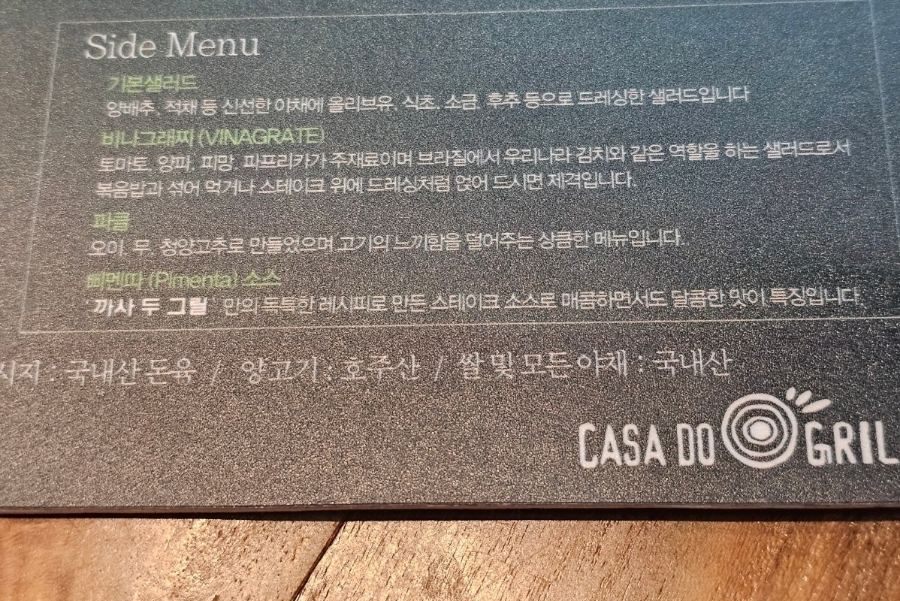 Side Menu
기본샐러드
양배추, 적채 등 신선한 야채에 올리브유, 식초, 소금, 후추 등으로 드레싱한 샐러드입니다
비나그래찌 (VINAGRATE)
토마토, 양파, 피망, 파프리카가 주재료이며 브라질에서 우리나라 김치와 같은 역할을 하는 샐러드로서
볶음밥과 섞어 먹거나 스테이크 위에 드레싱처럼 얹어 드시면 제격입니다.
피클
오이, 무, 청양고추로 만들었으며 고기의 느끼함을 덜어주는 상큼한 메뉴입니다.
삐멘따 (Pimenta) 소스
'까사 두 그릴' 만의 독특한 레시피로 만든 스테이크 소스로 매콤하면서도 달콤한 맛이 특징입니다.
시지 : 국내산 돈육 / 양고기 : 호주산 / 쌀 및 모든 야채 : 국내산
CASA DO GRIL